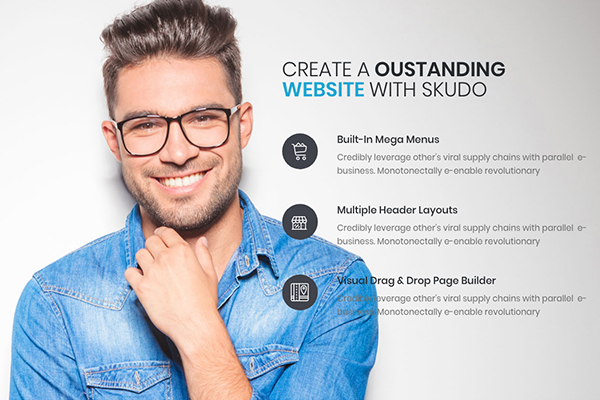 CREATE A OUSTANDING
WEBSITE WITH SKUDO
Built-In Mega Menus
Credibly leverage other's viral supply chains with parallel e-
business. Monotonectally e-enable revolutionary
Multiple Header Layouts
Credibly leverage other's viral supply chains with parallel e-
business. Monotonectally e-enable revolutionary
Visual Drag & Drop Page Builder
Credibly leverage other's viral supply chains with parallel e-
business. Monotonectally e-enable revolutionary